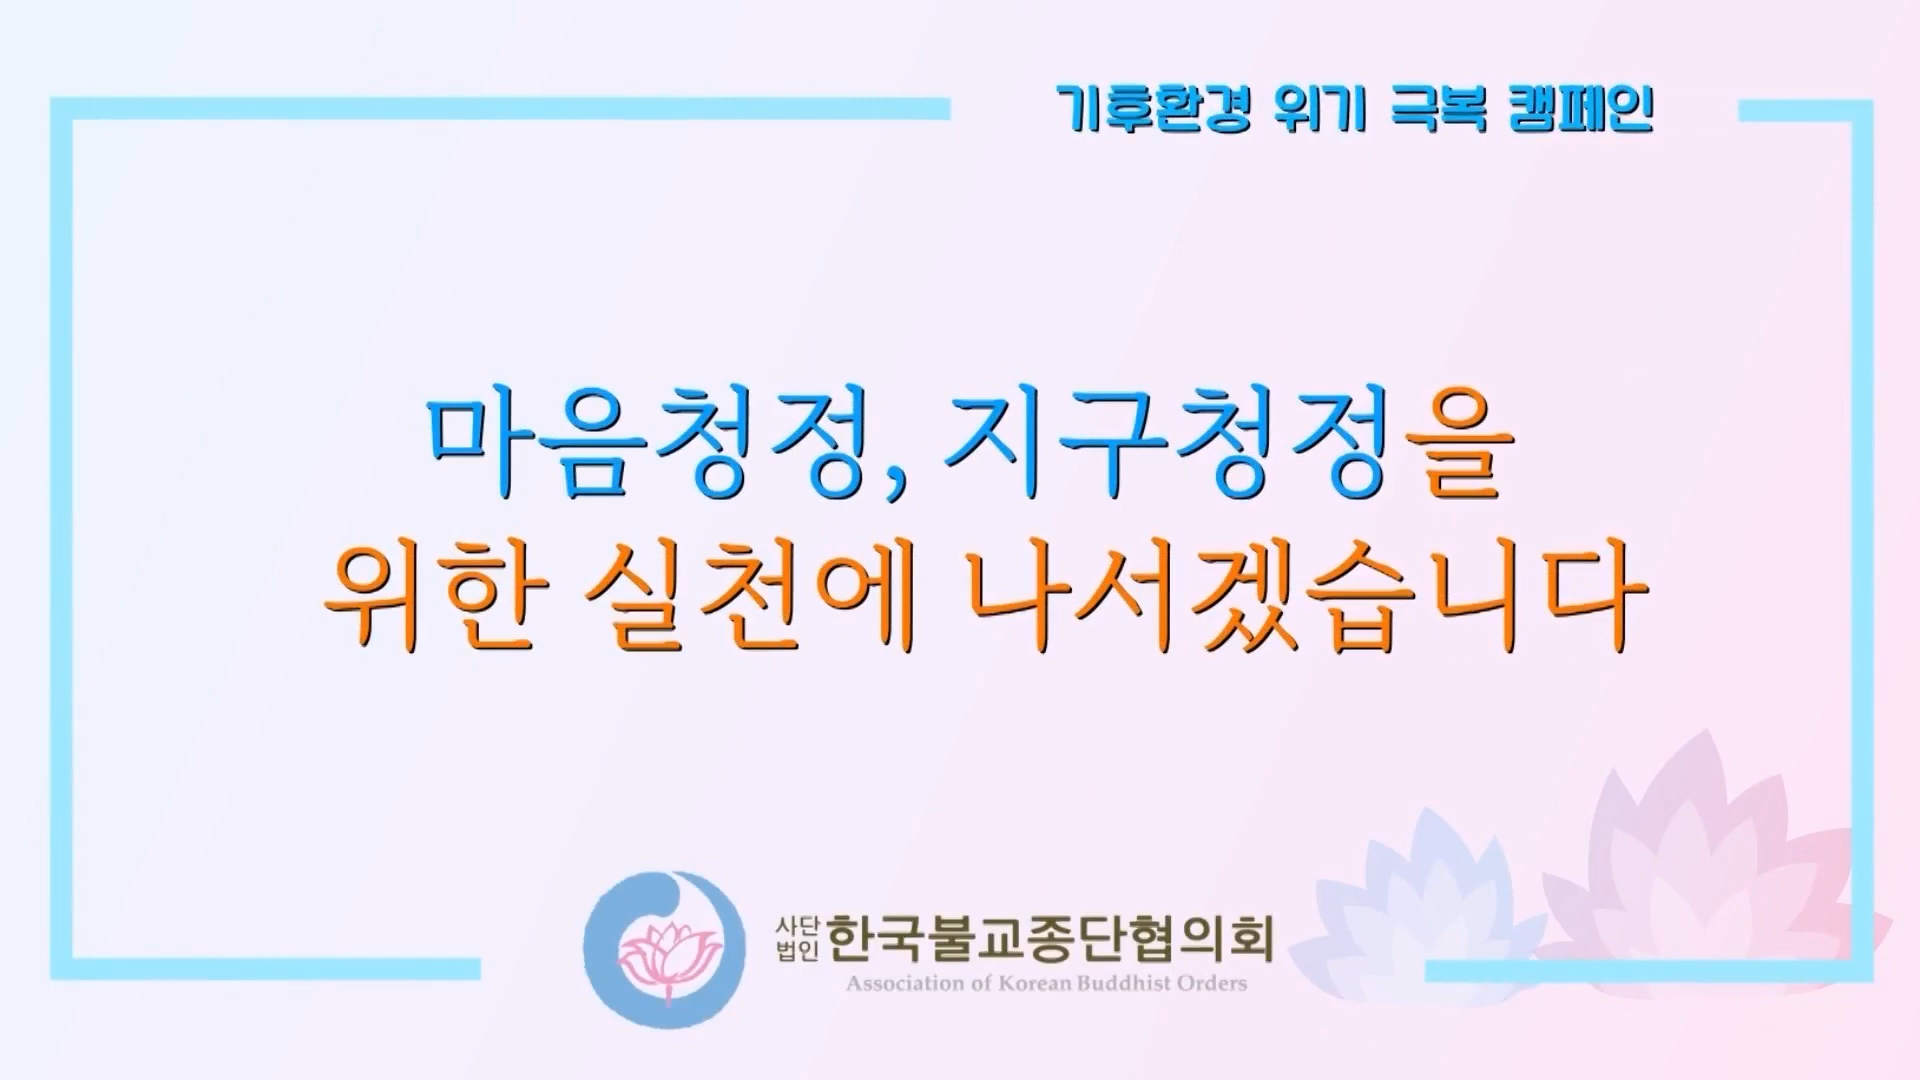 기후환경 위기 극복 캠페인
마음청정, 지구청정을
위한 실천에 나서겠습니다
사단법인 한국불교종단협의회
Association of Korean Buddhist Orders